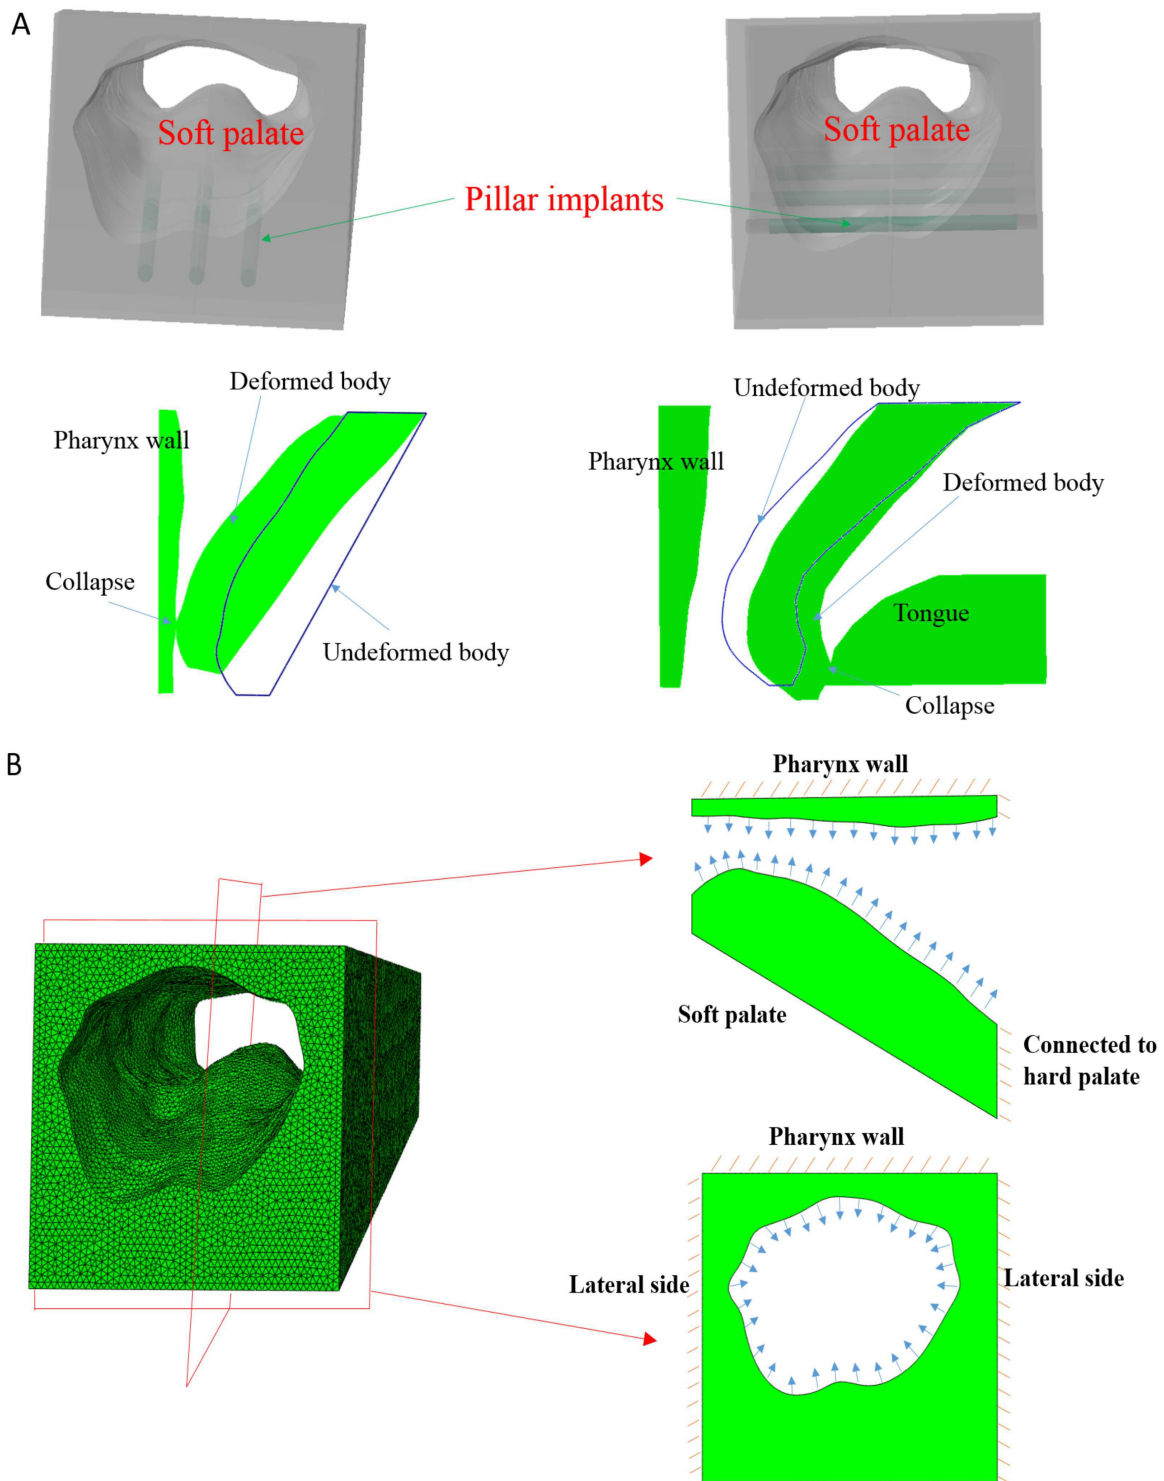 A
Soft palate
Soft palate
Pillar implants
Deformed body
Pharynx wall
Collapse
Undeformed body
Undeformed body
Pharynx wall
Deformed body
Tongue
Collapse
B
Pharynx wall
Soft palate
Connected to
hard palate
Pharynx wall
Lateral side
Lateral side